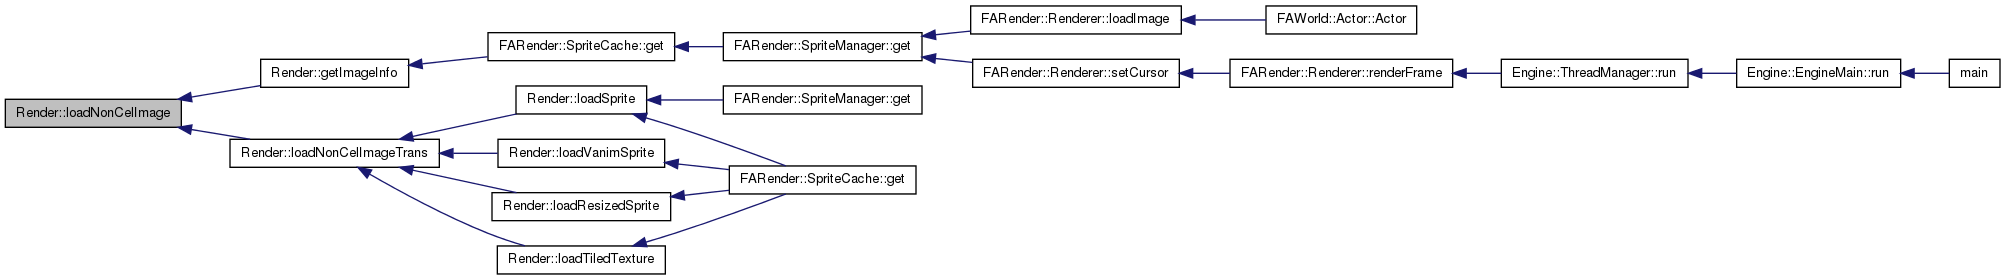 FARender::Renderer::loadImage
FAWorld::Actor::Actor
FARender::SpriteCache::get
FARender::SpriteManager::get
Render::getImageInfo
FARender::Renderer::setCursor
FARender::Renderer::renderFrame
Engine::ThreadManager::run
Engine::EngineMain::run
main
Render::loadNonCelImage
Render::loadSprite
FARender::SpriteManager::get
Render::loadNonCelImageTrans
Render::loadVanimSprite
FARender::SpriteCache::get
Render::loadResizedSprite
Render::loadTiledTexture